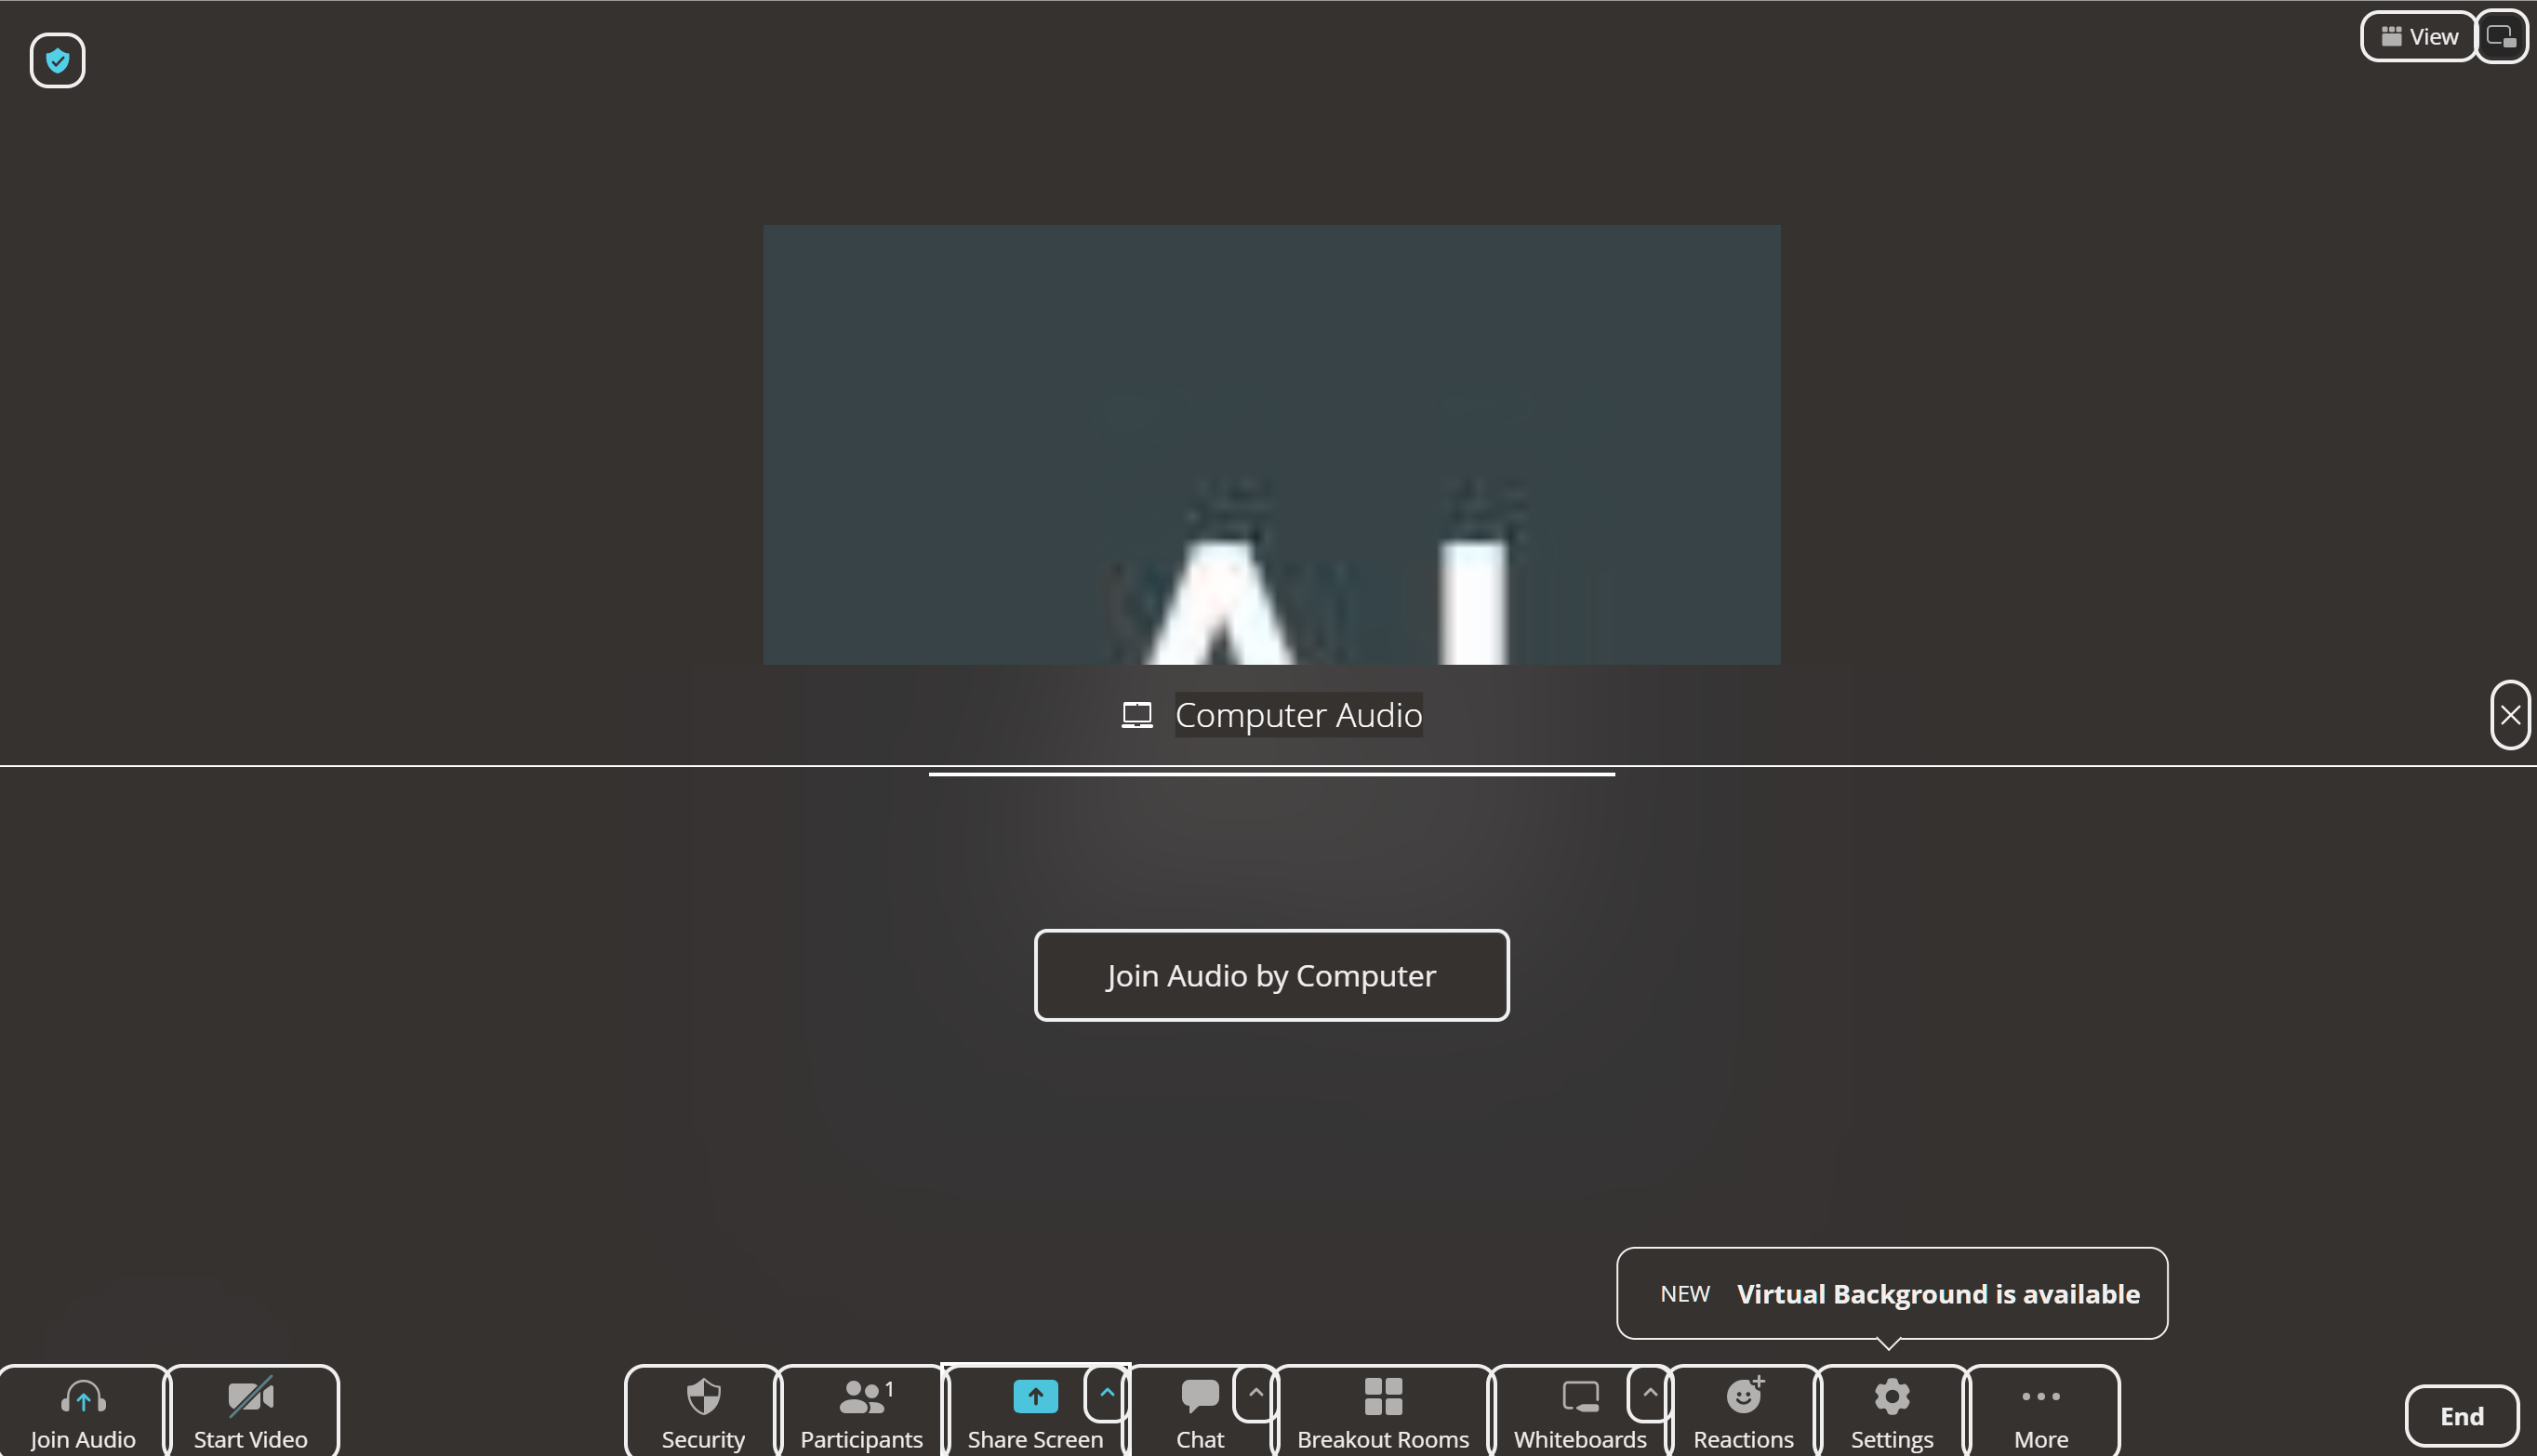 View
AL
Computer Audio
Join Audio by Computer
NEW Virtual Background is available
1
Join Audio Start Video Security Participants Share Screen Chat Breakout Rooms Whiteboards Reactions Settings More End